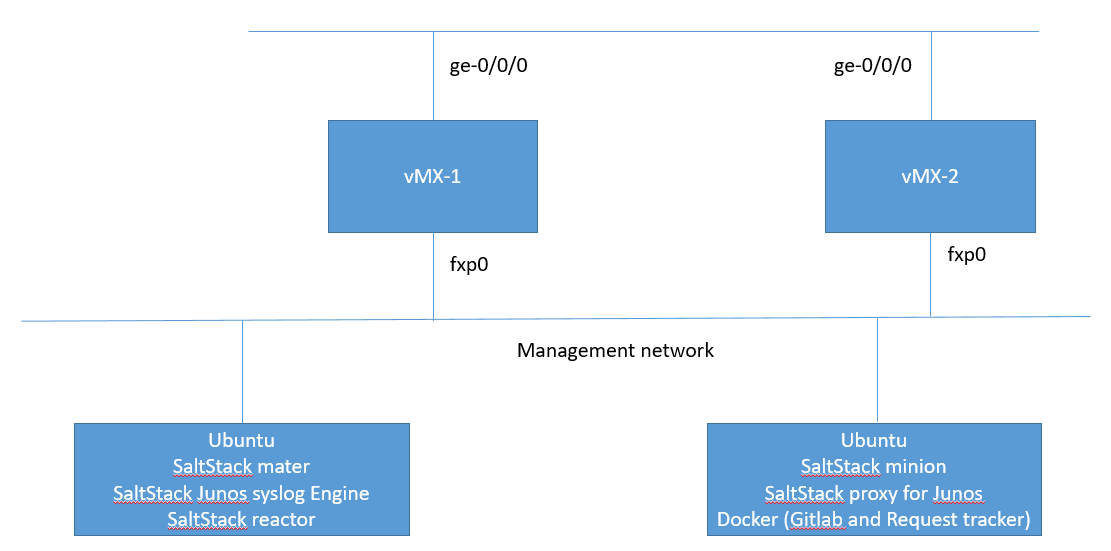 ge-0/0/0
ge-0/0/0
vMX-1
vMX-2
fxp0
fxp0
Management network
Ubuntu
SaltStack mater
SaltStack Junos syslog Engine
SaltStack reactor
Ubuntu
SaltStack minion
SaltStack proxy for Junos
Docker (Gitlab and Request tracker)